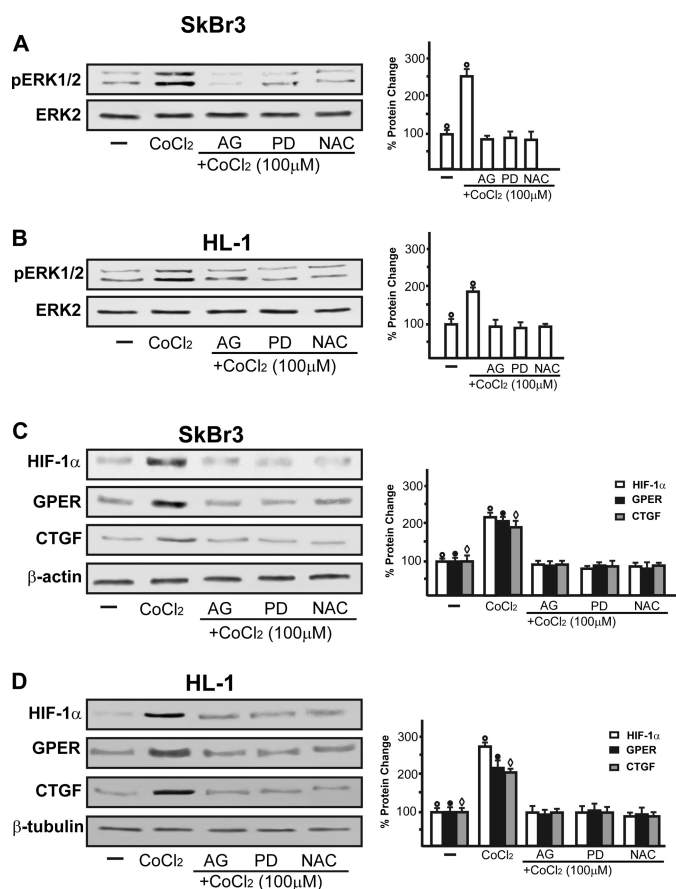 SkBr3
A
pERK1/2
ERK2
— CoCl2 AG PD NAC
+CoCl2 (100μM)
% Protein Change
300
200
100
— AG PD NAC
+CoCl2 (100μM)
B
HL-1
pERK1/2
ERK2
— CoCl2 AG PD NAC
+CoCl2 (100μM)
% Protein Change
300
200
100
— AG PD NAC
+CoCl2 (100μM)
C
SkBr3
HIF-1α
GPER
CTGF
β-actin
— CoCl2 AG PD NAC
+CoCl2 (100μM)
% Protein Change
300
200
100
HIF-1α
GPER
CTGF
— CoCl2 AG PD NAC
+CoCl2 (100μM)
D
HL-1
HIF-1α
GPER
CTGF
β-tubulin
— CoCl2 AG PD NAC
+CoCl2 (100μM)
% Protein Change
300
200
100
HIF-1α
GPER
CTGF
— CoCl2 AG PD NAC
+CoCl2 (100μM)